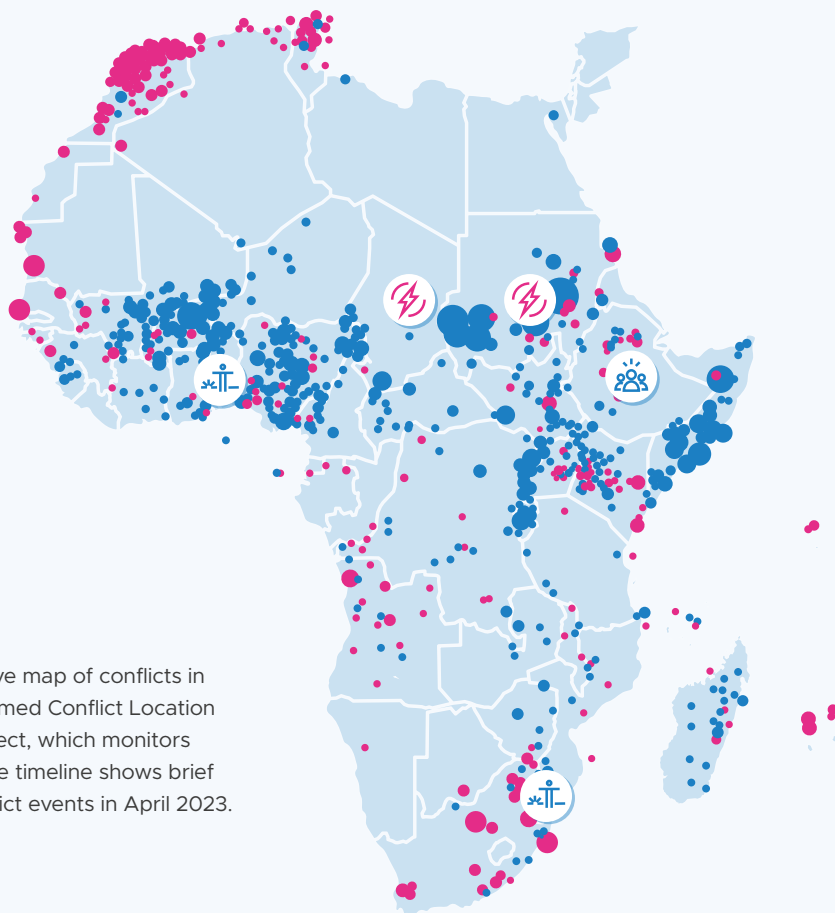 ve map of conflicts in
med Conflict Location
ect, which monitors
e timeline shows brief
ict events in April 2023.